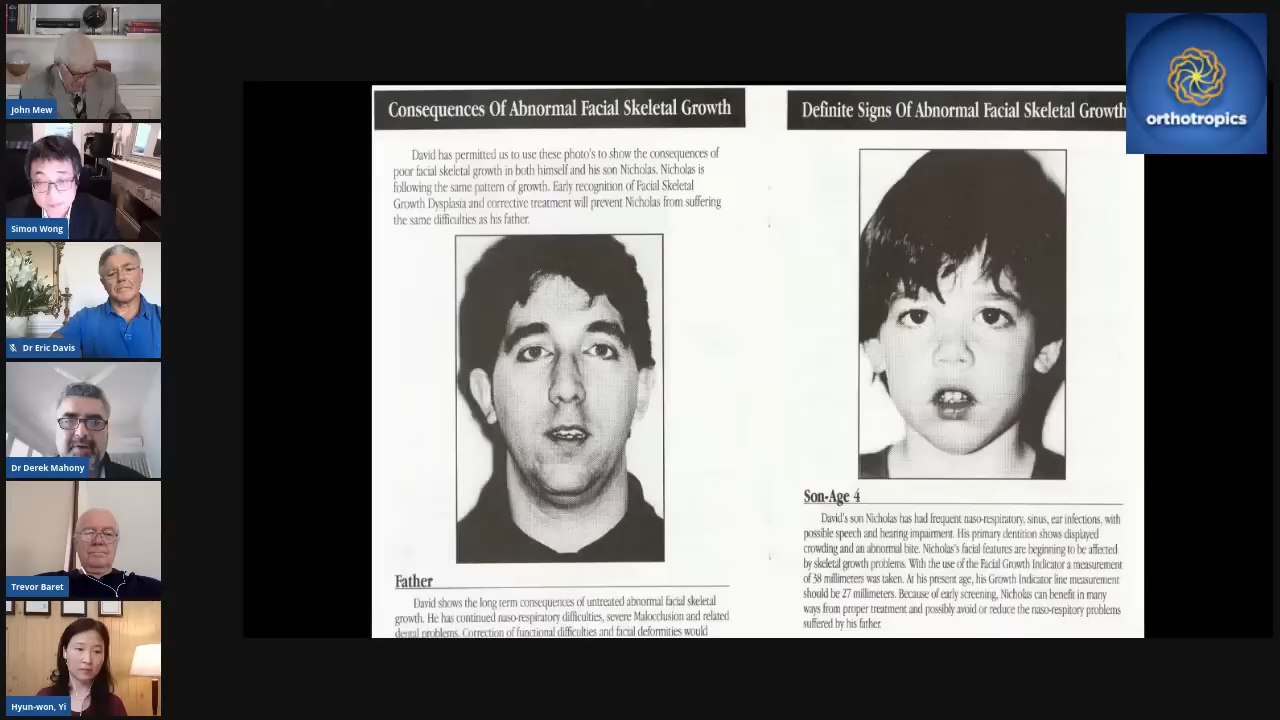 John Mew
Simon Wong
Dr Eric Davis
Dr Derek Mahony
Trevor Baret
Hyun-won, Yi
Consequences Of Abnormal Facial Skeletal Growth
David has permitted us to use these photo's to show the consequences of
poor facial skeletal growth in both himself and his son Nicholas. Nicholas is
following the same pattern of growth. Early recognition of Facial Skeletal
Growth Dysplasia and corrective treatment will prevent Nicholas from suffering
the same difficulties as his father.
Father
David shows the long term consequences of untreated abnormal facial skeletal
growth. He has continued naso-respiratory difficulties, severe Malocclusion and related
dental problems. Correction of functional difficulties and facial deformities would
Definite Signs Of Abnormal Facial Skeletal Growth
Son-Age 4
David's son Nicholas has had frequent naso-respiratory, sinus, ear infections, with
possible speech and hearing impairment. His primary dentition shows displayed
crowding and an abnormal bite. Nicholas's facial features are beginning to be affected
by skeletal growth problems. With the use of the Facial Growth Indicator a measurement
of 38 millimeters was taken. At his present age, his Growth Indicator line measurement
should be 27 millimeters. Because of early screening, Nicholas can benefit in many
ways from proper treatment and possibly avoid or reduce the naso-respitory problems
suffered by his father.
orthotropics